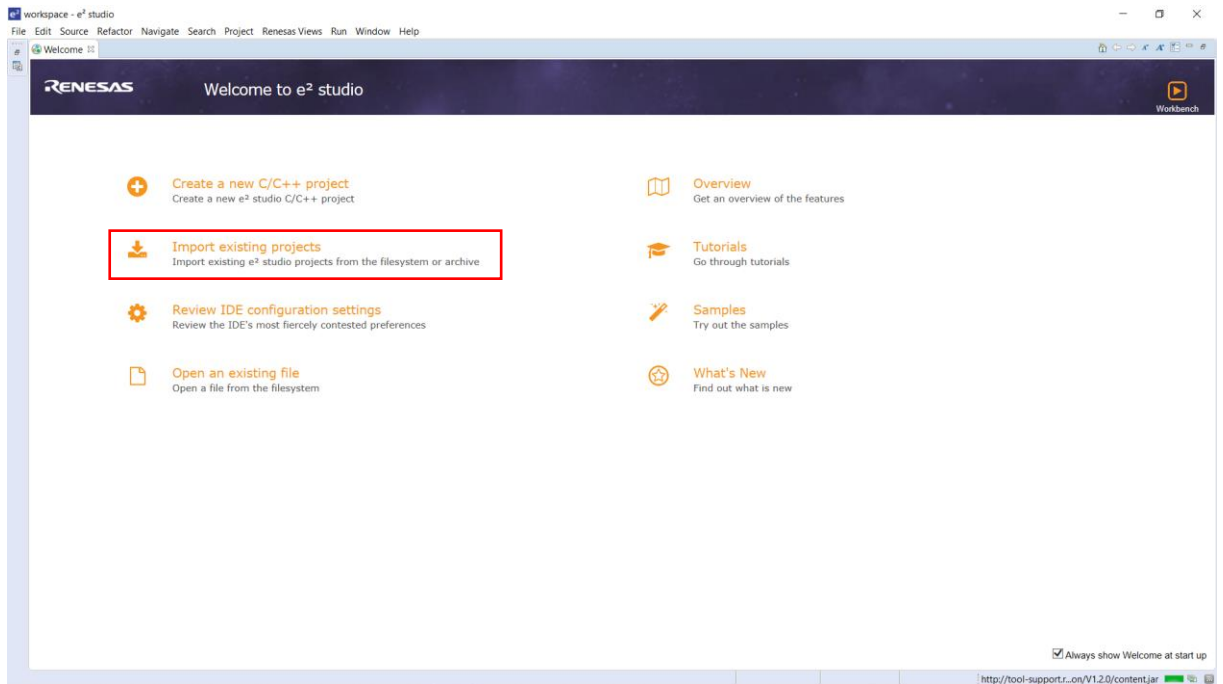 workspace - e² studio
File Edit Source Refactor Navigate Search Project Renesas Views Run Window Help
Welcome
RENESAS
Welcome to e² studio
Workbench
Create a new C/C++ project
Create a new e² studio C/C++ project
Import existing projects
Import existing e² studio projects from the filesystem or archive
Review IDE configuration settings
Review the IDE's most fiercely contested preferences
Open an existing file
Open a file from the filesystem
Overview
Get an overview of the features
Tutorials
Go through tutorials
Samples
Try out the samples
What's New
Find out what is new
Always show Welcome at start up
http://tool-support.r...on/V1.2.0/content.jar